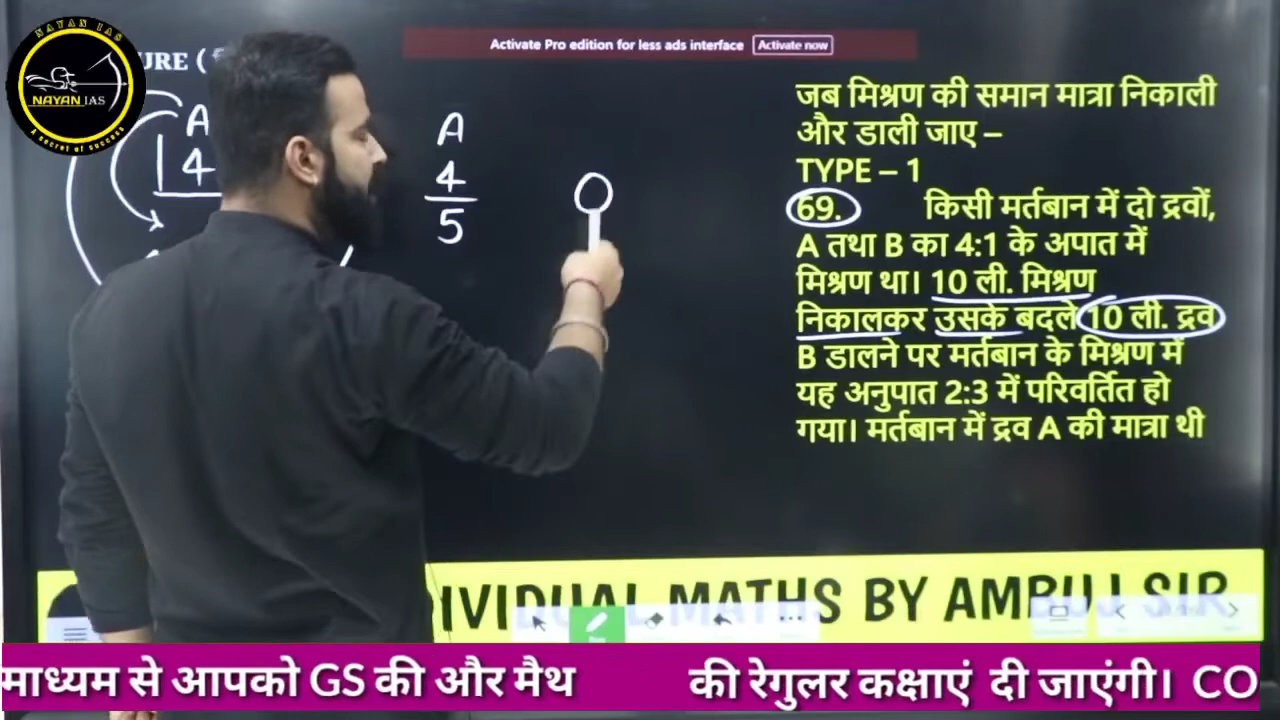 NAYAN IAS
NAYAN IAS
A secret of success
URE (
Activate Pro edition for less ads interface Activate now
A
4
A
4
5
0
जब मिश्रण की समान मात्रा निकाली
और डाली जाए –
TYPE – 1
69. किसी मर्तबान में दो द्रवों,
A तथा B का 4:1 के अपात में
मिश्रण था। 10 ली. मिश्रण
निकालकर उसके बदले 10 ली. द्रव
B डालने पर मर्तबान के मिश्रण में
यह अनुपात 2:3 में परिवर्तित हो
गया। मर्तबान में द्रव A की मात्रा थी
IVIDUAL MATHS BY AMBUJ SIR
माध्यम से आपको GS की और मैथ की रेगुलर कक्षाएं दी जाएंगी। CO